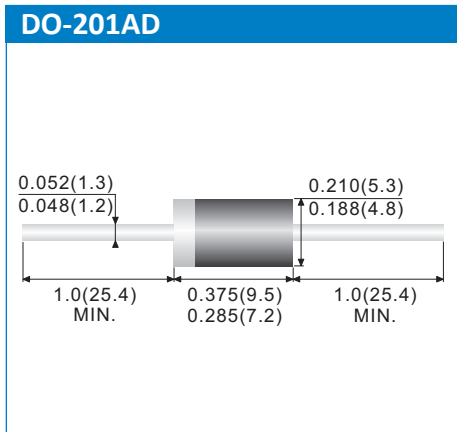 DO-201AD
0.052(1.3)
0.048(1.2)
0.210(5.3)
0.188(4.8)
1.0(25.4)
MIN.
0.375(9.5)
0.285(7.2)
1.0(25.4)
MIN.